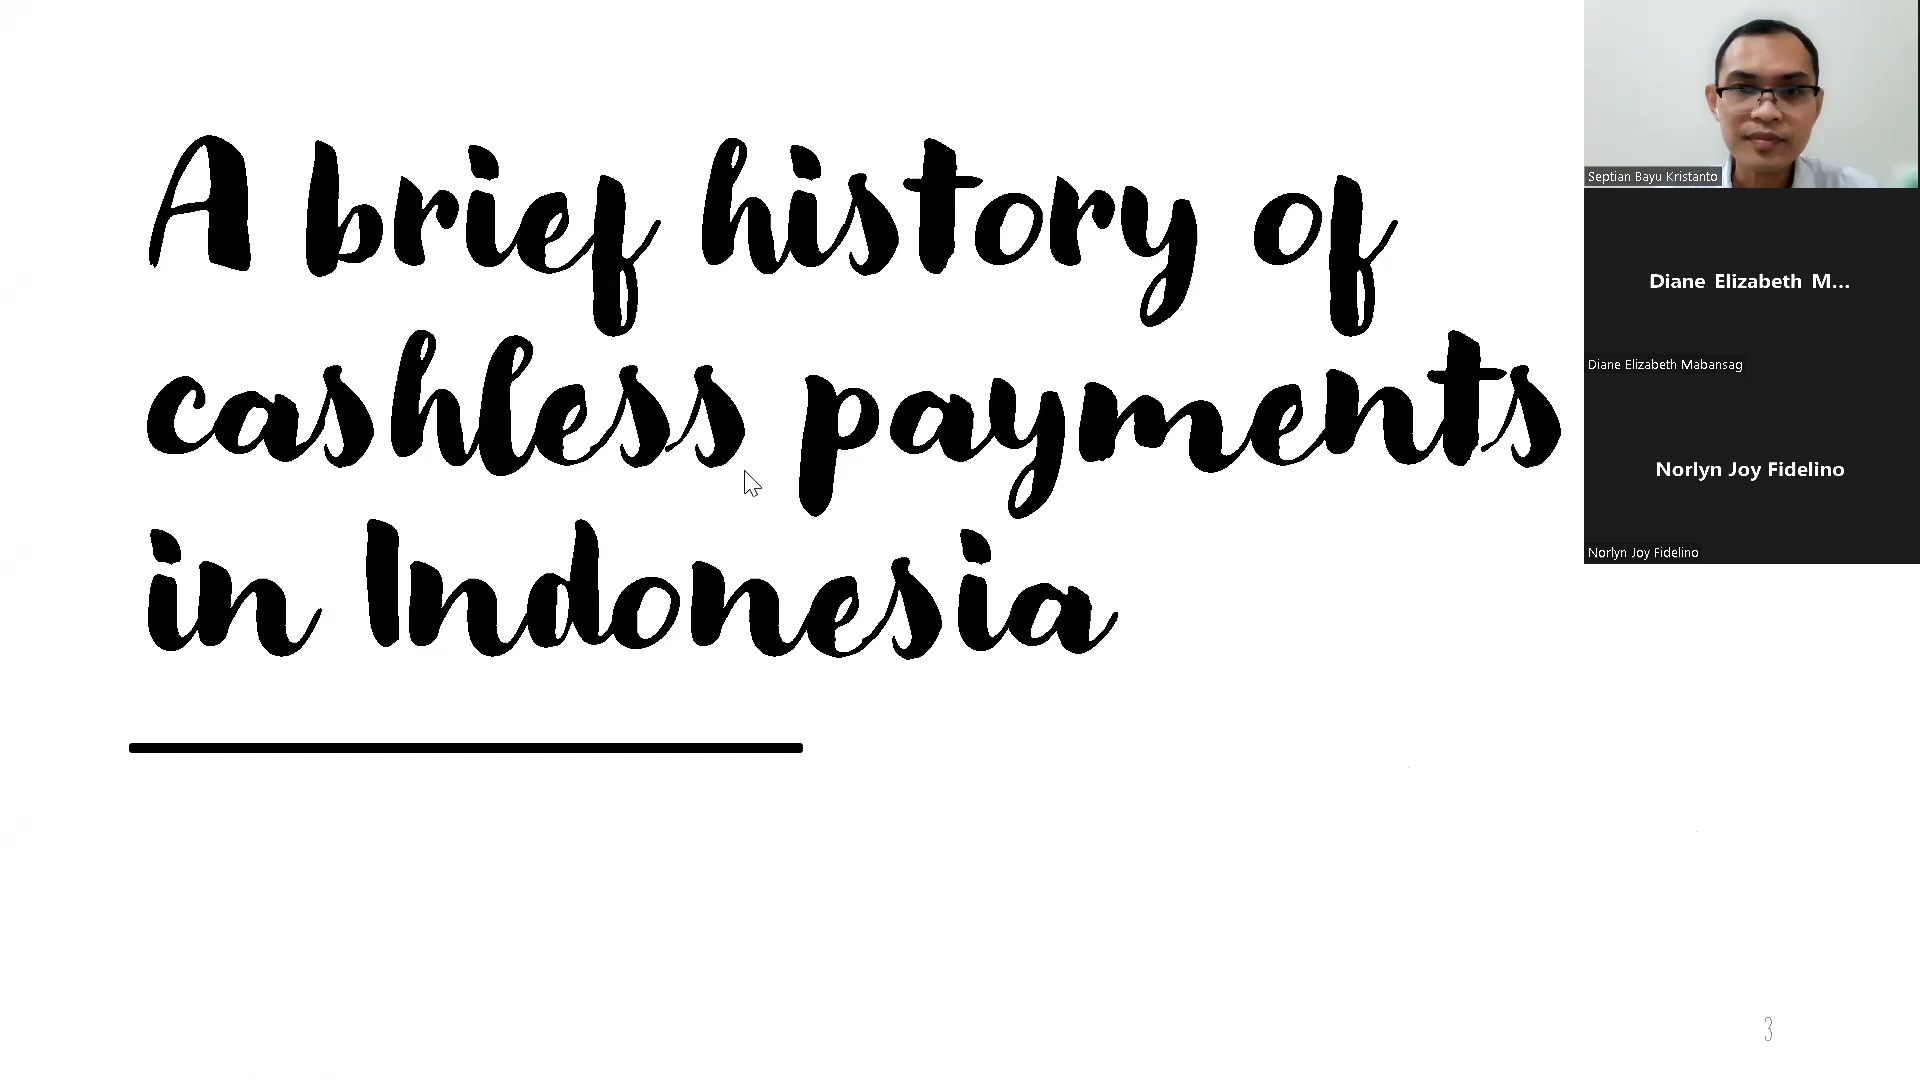 A brief history of
cashless payments
in Indonesia
Septian Bayu Kristanto
Diane Elizabeth M...
Diane Elizabeth Mabansag
Norlyn Joy Fidelino
Norlyn Joy Fidelino
3